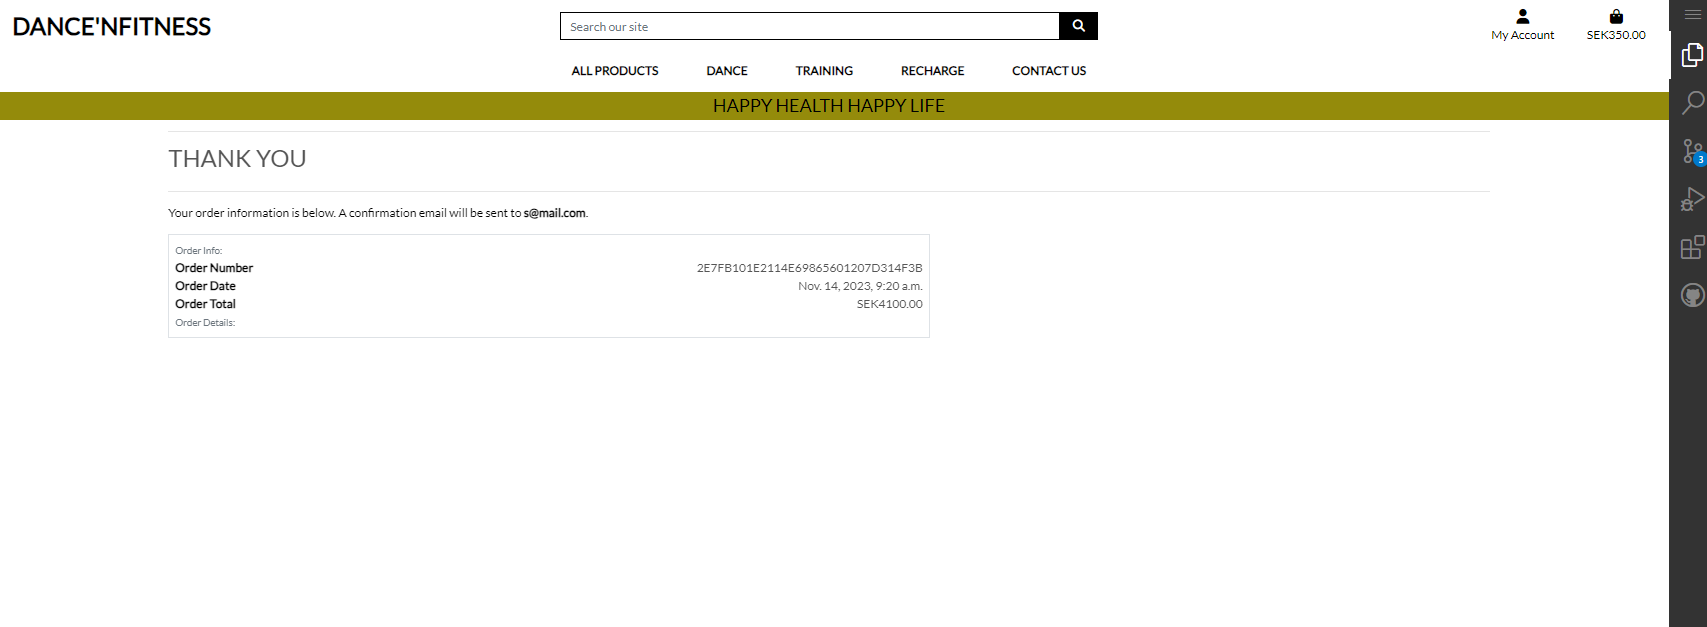 DANCE'NFITNESS
Search our site
My Account
SEK350.00
ALL PRODUCTS DANCE TRAINING RECHARGE CONTACT US
HAPPY HEALTH HAPPY LIFE
THANK YOU
Your order information is below. A confirmation email will be sent to s@mail.com.
Order Info:
Order Number 2E7FB101E2114E69865601207D314F3B
Order Date Nov. 14, 2023, 9:20 a.m.
Order Total SEK4100.00
Order Details:
3